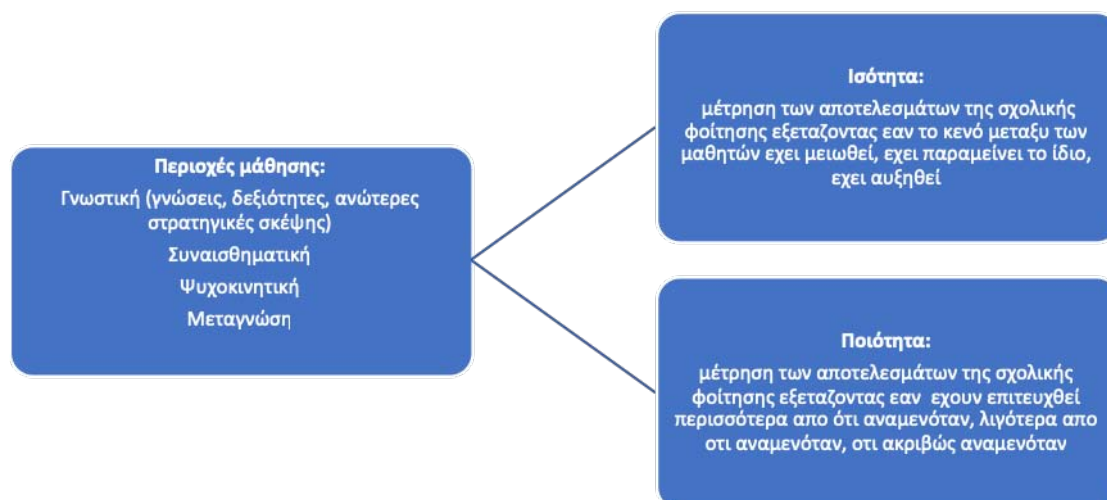 Περιοχές μάθησης:
Γνωστική (γνώσεις, δεξιότητες, ανώτερες
στρατηγικές σκέψης)
Συναισθηματική
Ψυχοκινητική
Μεταγνώση
Ισότητα:
μέτρηση των αποτελεσμάτων της σχολικής
φοίτησης εξεταζοντας εαν το κενό μεταξυ των
μαθητών εχει μειωθεί, εχει παραμείνει το ίδιο,
εχει αυξηθεί
Ποιότητα:
μέτρηση των αποτελεσμάτων της σχολικής
φοίτησης εξεταζοντας εαν εχουν επιτευχθεί
περισσότερα απο ότι αναμενόταν, λιγότερα απο
οτι αναμενόταν, οτι ακριβώς αναμενόταν